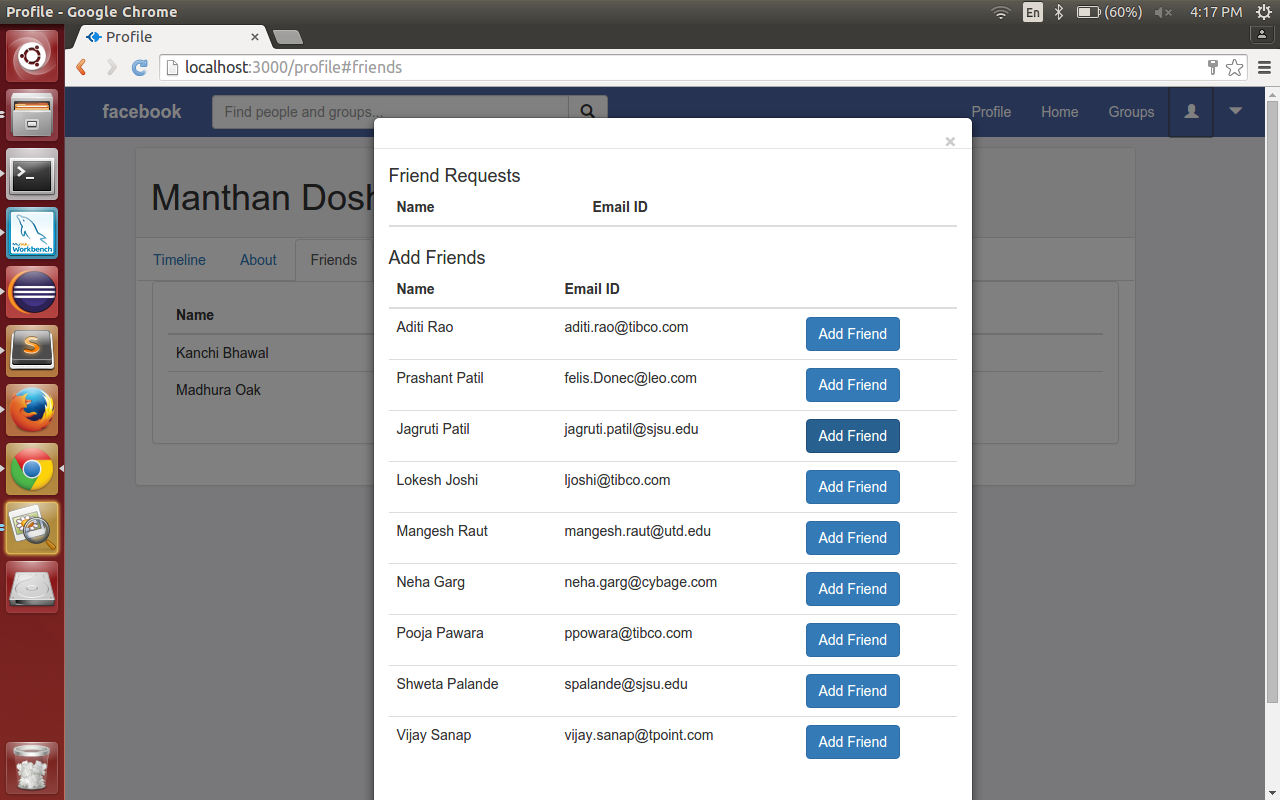 Profile - Google Chrome
En
(60%)
4:17 PM
Profile
localhost:3000/profile#friends
facebook
Find people and groups...
Profile
Home
Groups
Manthan Dosh
Timeline
About
Friends
Name
Kanchi Bhawal
Madhura Oak
×
Friend Requests
Name Email ID
Add Friends
Name Email ID
Aditi Rao aditi.rao@tibco.com Add Friend
Prashant Patil felis.Donec@leo.com Add Friend
Jagruti Patil jagruti.patil@sjsu.edu Add Friend
Lokesh Joshi ljoshi@tibco.com Add Friend
Mangesh Raut mangesh.raut@utd.edu Add Friend
Neha Garg neha.garg@cybage.com Add Friend
Pooja Pawara ppowara@tibco.com Add Friend
Shweta Palande spalande@sjsu.edu Add Friend
Vijay Sanap vijay.sanap@tpoint.com Add Friend
Workbench